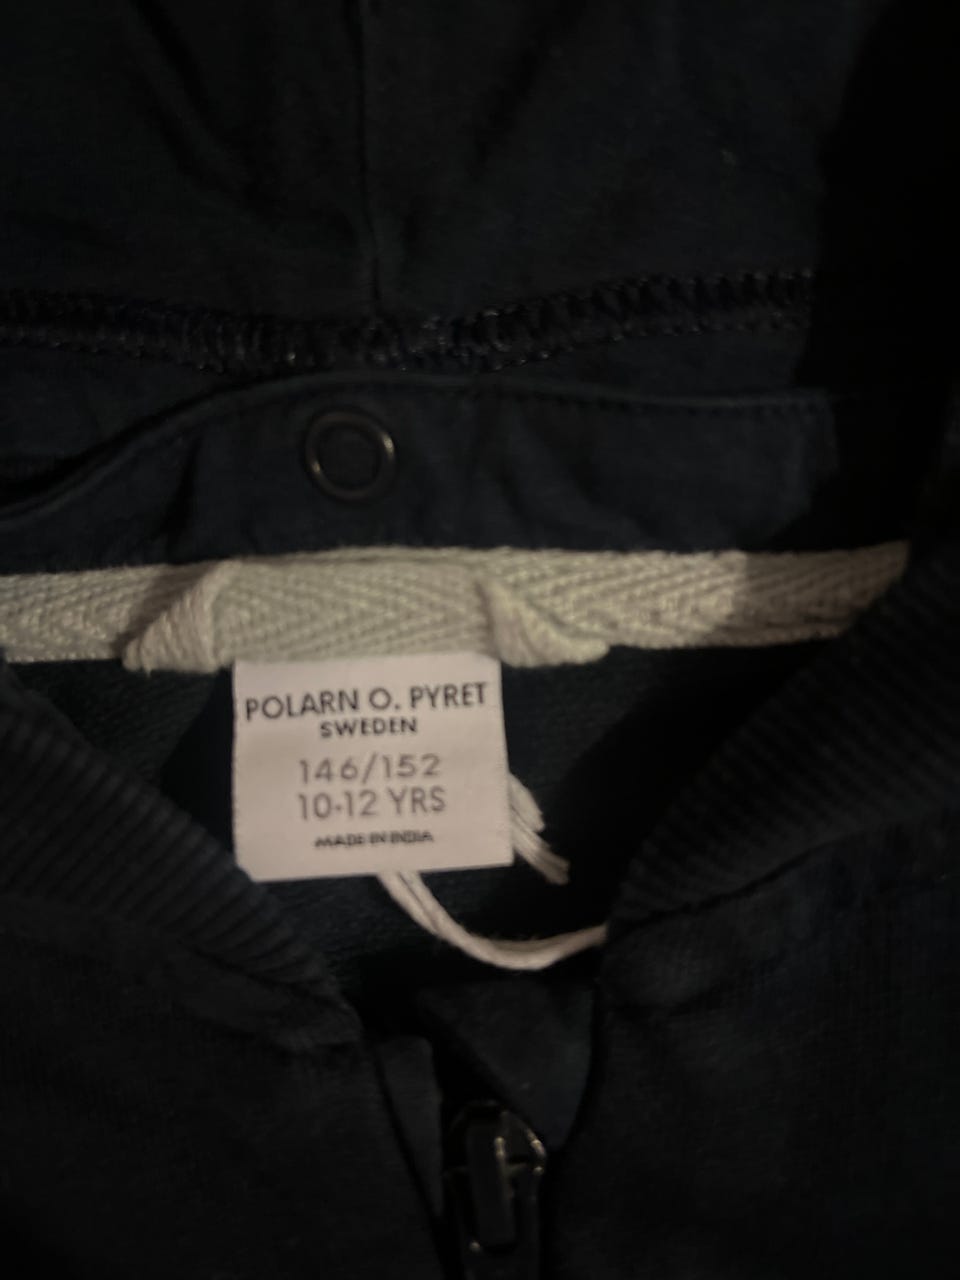 POLARN O. PYRET
SWEDEN
146/152
10-12 YRS
MADE IN INDIA